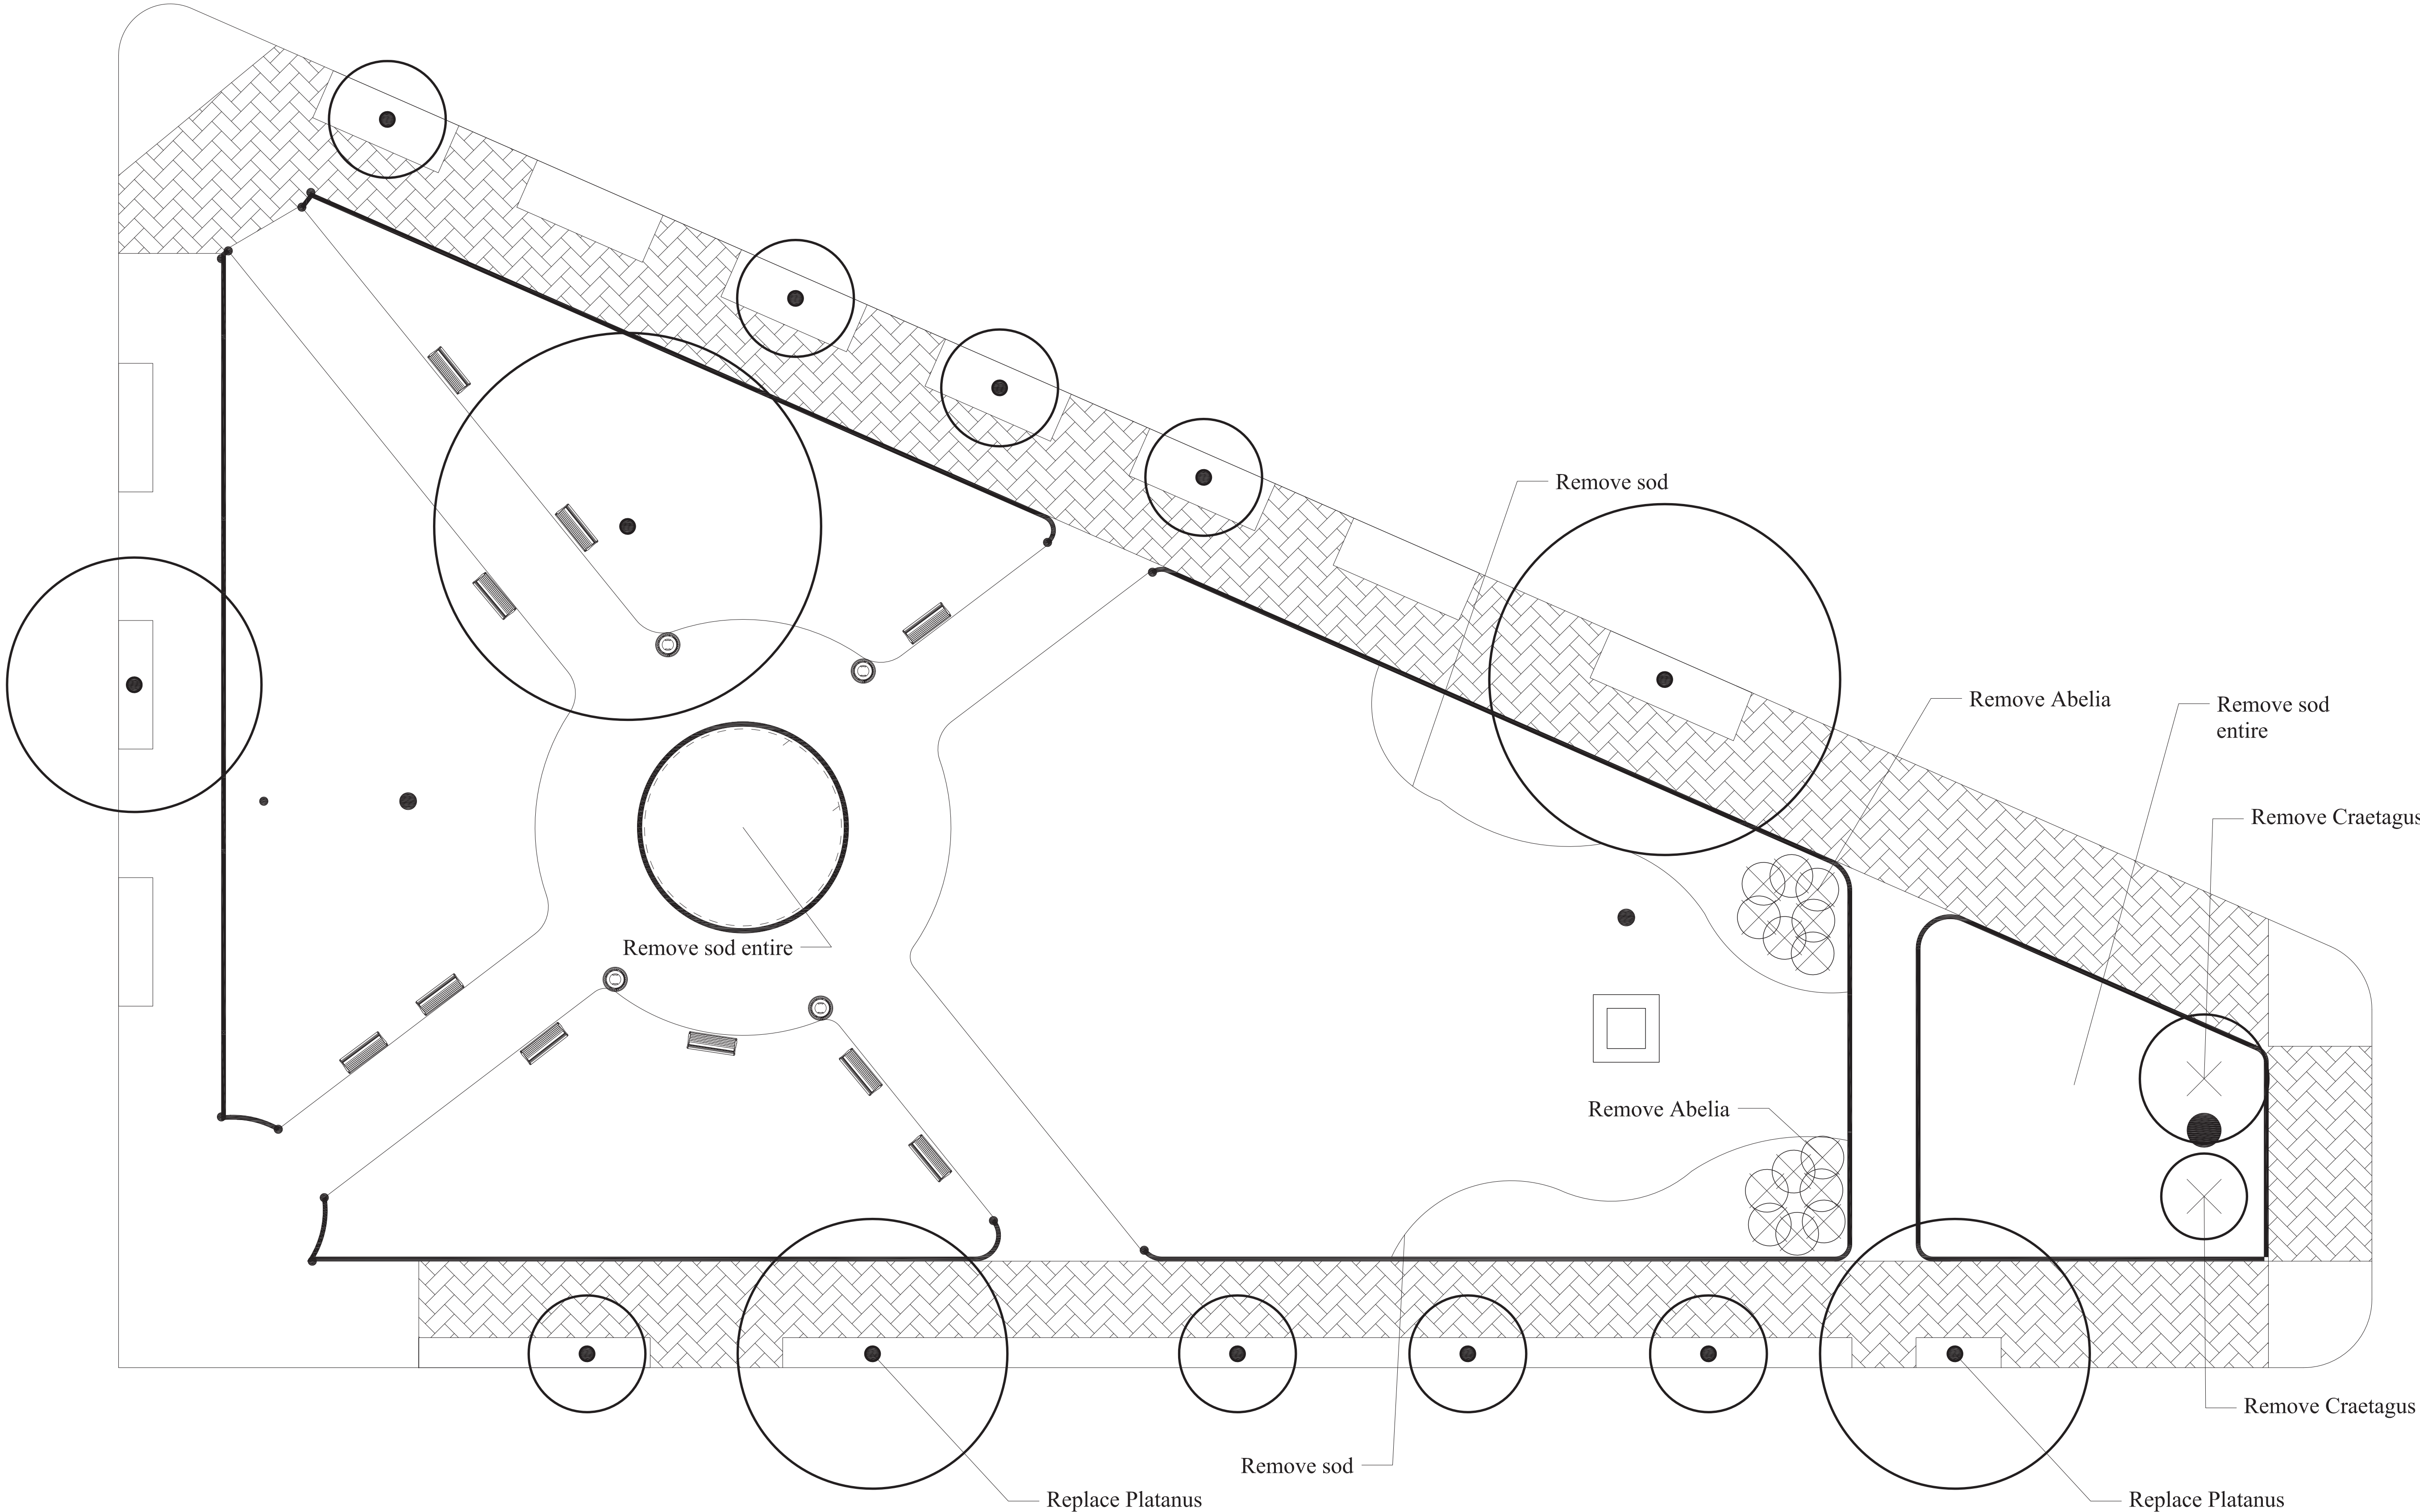 Remove sod
Remove Abelia
Remove sod
entire
Remove Craetagus
Remove sod entire
Remove Abelia
Remove Craetagus
Remove sod
Replace Platanus
Replace Platanus